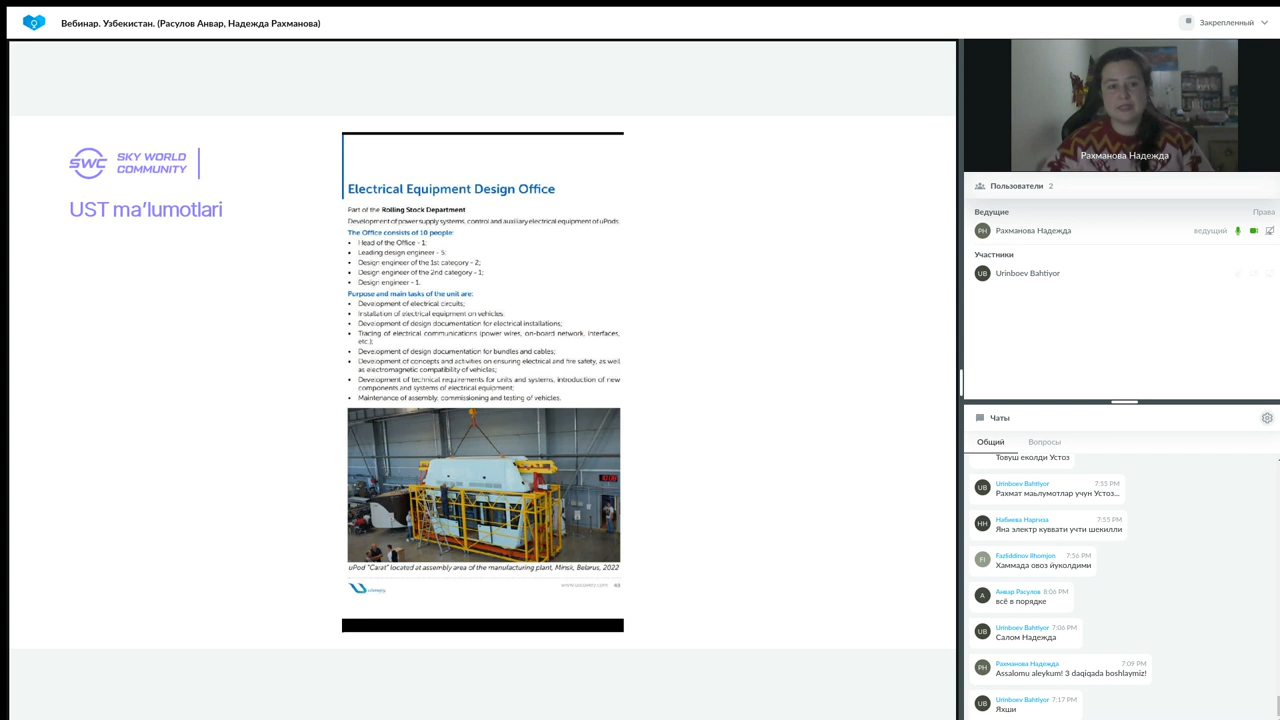 Вебинар. Узбекистан. (Расулов Анвар, Надежда Рахманова)
Закрепленный
SWC
SKY WORLD
COMMUNITY
UST ma'lumotlari
Electrical Equipment Design Office
Part of the Rolling Stock Department
Development of power supply systems, control and auxiliary electrical equipment of uPods.
The Office consists of 10 people:
• Head of the Office - 1;
• Leading design engineer - 5;
• Design engineer of the 1st category - 2;
• Design engineer of the 2nd category - 1;
• Design engineer - 1.
Purpose and main tasks of the unit are:
• Development of electrical circuits;
• Installation of electrical equipment on vehicles;
• Development of design documentation for electrical installations;
• Tracing of electrical communications (power wires, on-board network, interfaces,
etc.);
• Development of design documentation for bundles and cables;
• Development of concepts and activities on ensuring electrical and fire safety, as well
as electromagnetic compatibility of vehicles;
• Development of technical requirements for units and systems, introduction of new
components and systems of electrical equipment;
• Maintenance of assembly, commissioning and testing of vehicles.
uPod "Carat" located at assembly area of the manufacturing plant, Minsk, Belarus, 2022
Рахманова Надежда
Пользователи 2
Ведущие
Права
РН
Рахманова Надежда
ведущий
Участники
UB
Urinboev Bahtiyor
Чаты
Общий
Вопросы
Товуш еколди Устоз
UB
Urinboev Bahtiyor 7:55 PM
Рахмат маьлумотлар учун Устоз...
НН
Набиева Наргиза 7:55 PM
Яна электр куввати учти шекилли
FI
Fazliddinov Ilhomjon 7:56 PM
Хаммада овоз йуколдими
А
Анвар Расулов 8:06 PM
всё в порядке
UB
Urinboev Bahtiyor 7:06 PM
Салом Надежда
РН
Рахманова Надежда 7:09 PM
Assalomu aleykum! 3 daqiqada boshlaymiz!
UB
Urinboev Bahtiyor 7:17 PM
Яхши